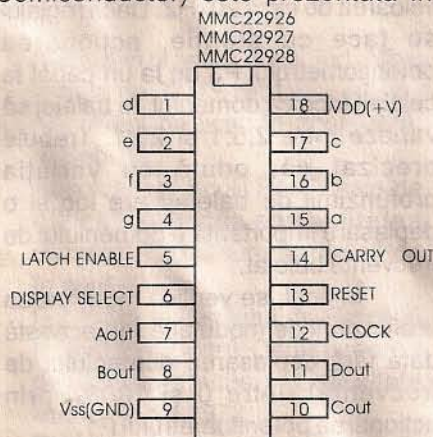 Semiconductor, este prezentată în
MMC22926
MMC22927
MMC22928
d 1 18 VDD(+V)
e 2 17 c
f 3 16 b
g 4 15 a
LATCH ENABLE 5 14 CARRY OUT
DISPLAY SELECT 6 13 RESET
Aout 7 12 CLOCK
Bout 8 11 Dout
Vss(GND) 9 10 Cout